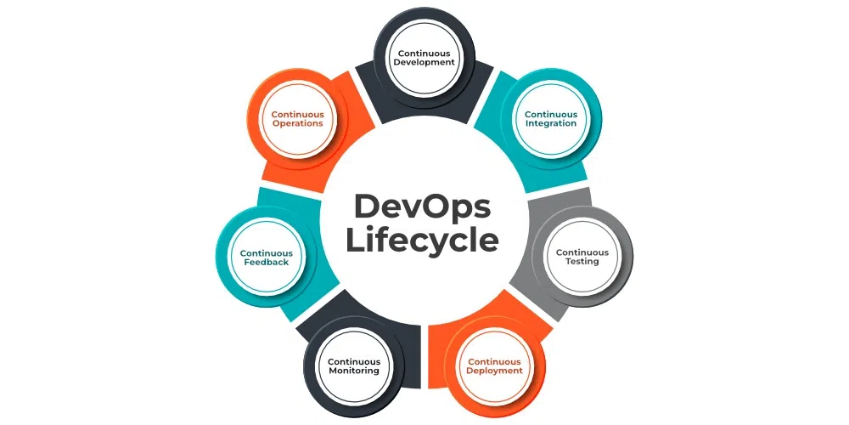 Continuous
Development
Continuous
Operations
Continuous
Integration
DevOps
Lifecycle
Continuous
Feedback
Continuous
Testing
Continuous
Monitoring
Continuous
Deployment